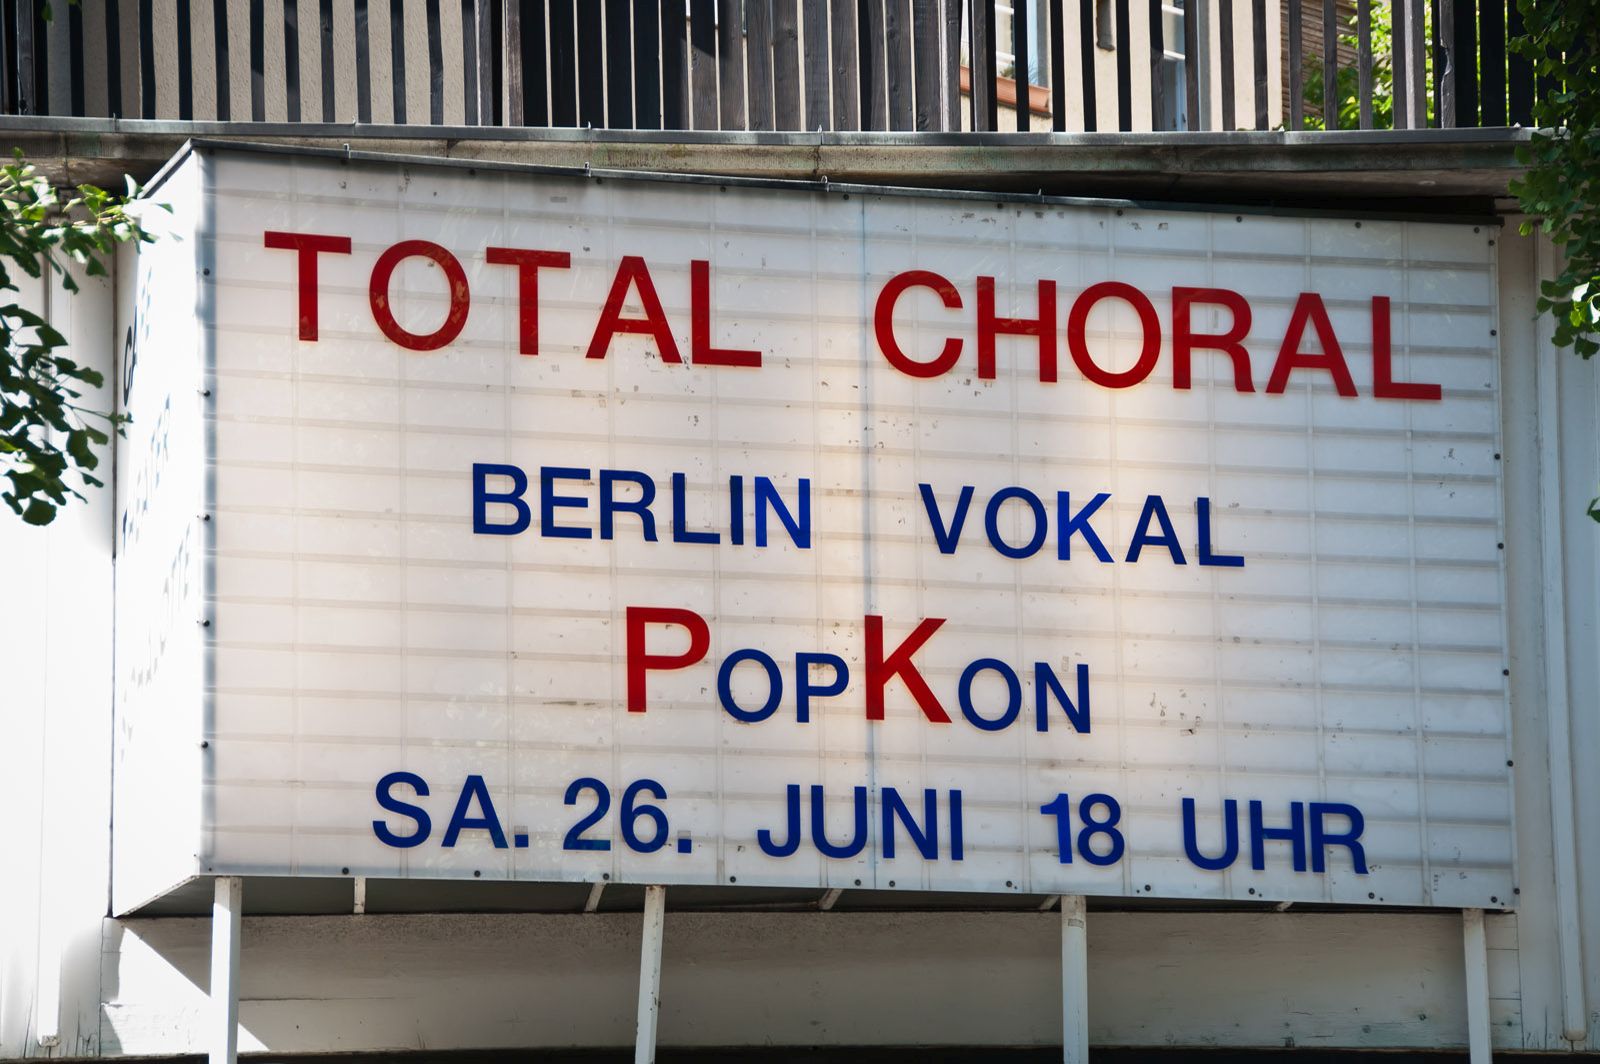 TOTAL CHORAL
BERLIN VOKAL
POPKON
SA. 26. JUNI 18 UHR